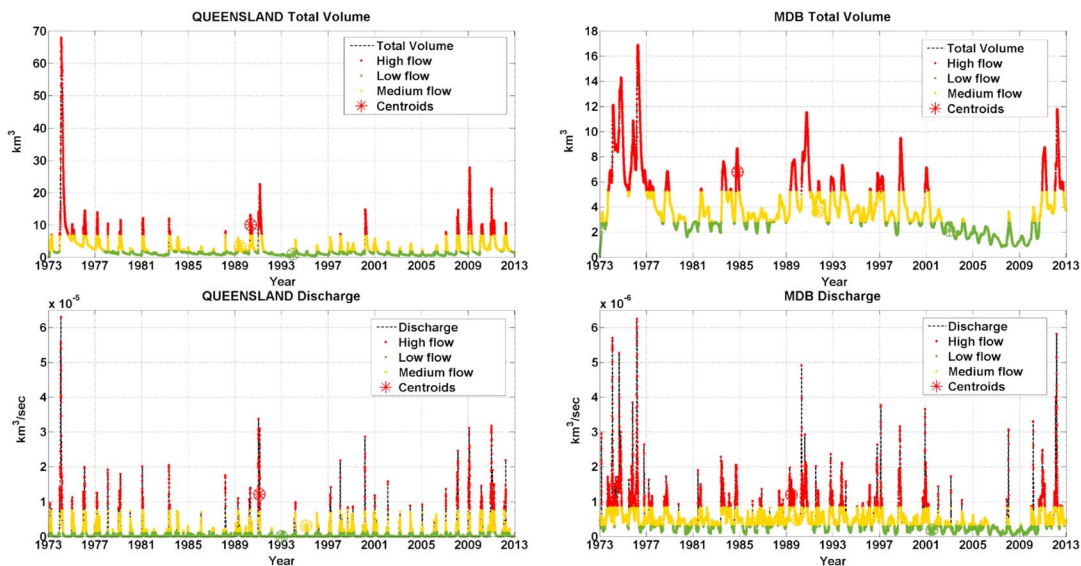 QUEENSLAND Total Volume
70
60
50
40
30
20
10
0
km³
Total Volume
High flow
Low flow
Medium flow
Centroids
1973 1977 1981 1985 1989 1993 1997 2001 2005 2009 2013
Year
MDB Total Volume
18
16
14
12
10
8
6
4
2
0
km³
Total Volume
High flow
Low flow
Medium flow
Centroids
1973 1977 1981 1985 1989 1993 1997 2001 2005 2009 2013
Year
QUEENSLAND Discharge
x 10⁻⁵
6
5
4
3
2
1
0
km³/sec
Discharge
High flow
Low flow
Medium flow
Centroids
1973 1977 1981 1985 1989 1993 1997 2001 2005 2009 2013
Year
MDB Discharge
x 10⁻⁶
6
5
4
3
2
1
0
km³/sec
Discharge
High flow
Low flow
Medium flow
Centroids
1973 1977 1981 1985 1989 1993 1997 2001 2005 2009 2013
Year